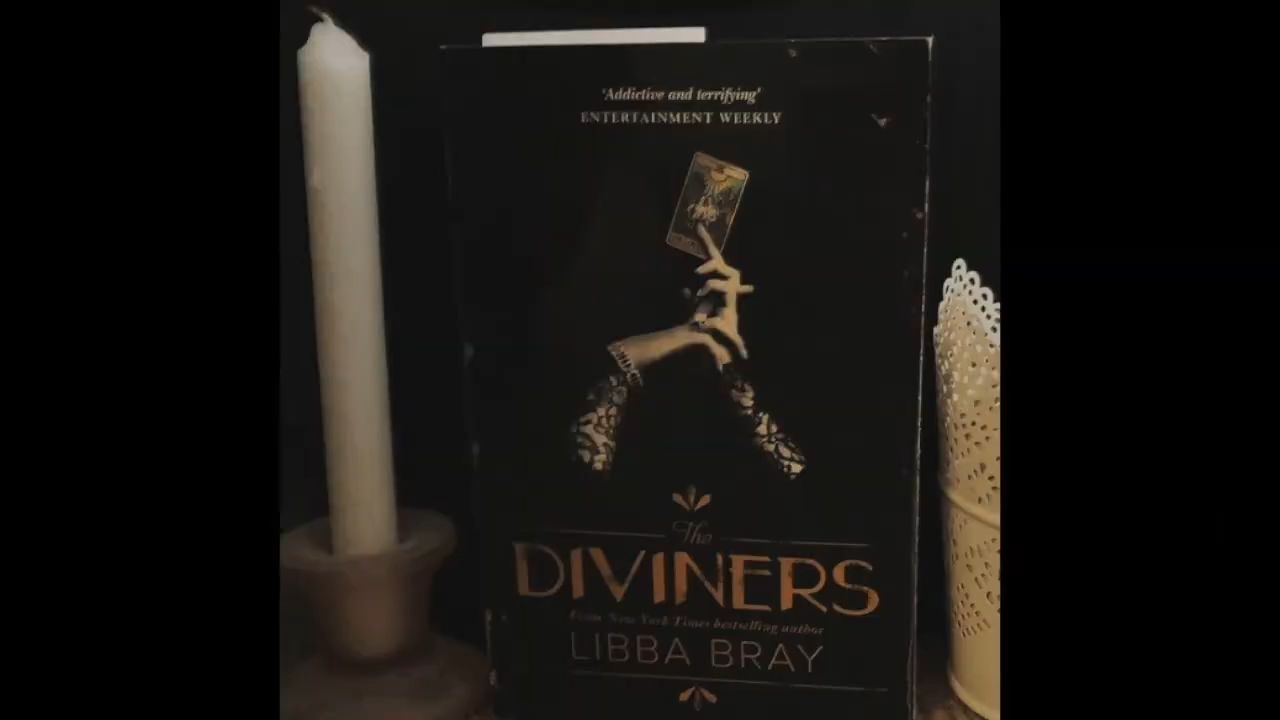 'Addictive and terrifying'
ENTERTAINMENT WEEKLY
The
DIVINERS
From New York Times bestselling author
LIBBA BRAY